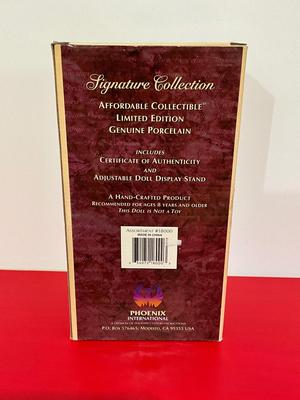 Signature Collection
AFFORDABLE COLLECTIBLE™
LIMITED EDITION
GENUINE PORCELAIN
INCLUDES
CERTIFICATE OF AUTHENTICITY
AND
ADJUSTABLE DOLL DISPLAY STAND
A HAND-CRAFTED PRODUCT
RECOMMENDED FOR AGES 8 YEARS AND OLDER
THIS DOLL IS NOT A TOY
ASSORTMENT #18000
MADE IN CHINA
PHOENIX
INTERNATIONAL
P.O. BOX 576465; MODESTO, CA 95355 USA